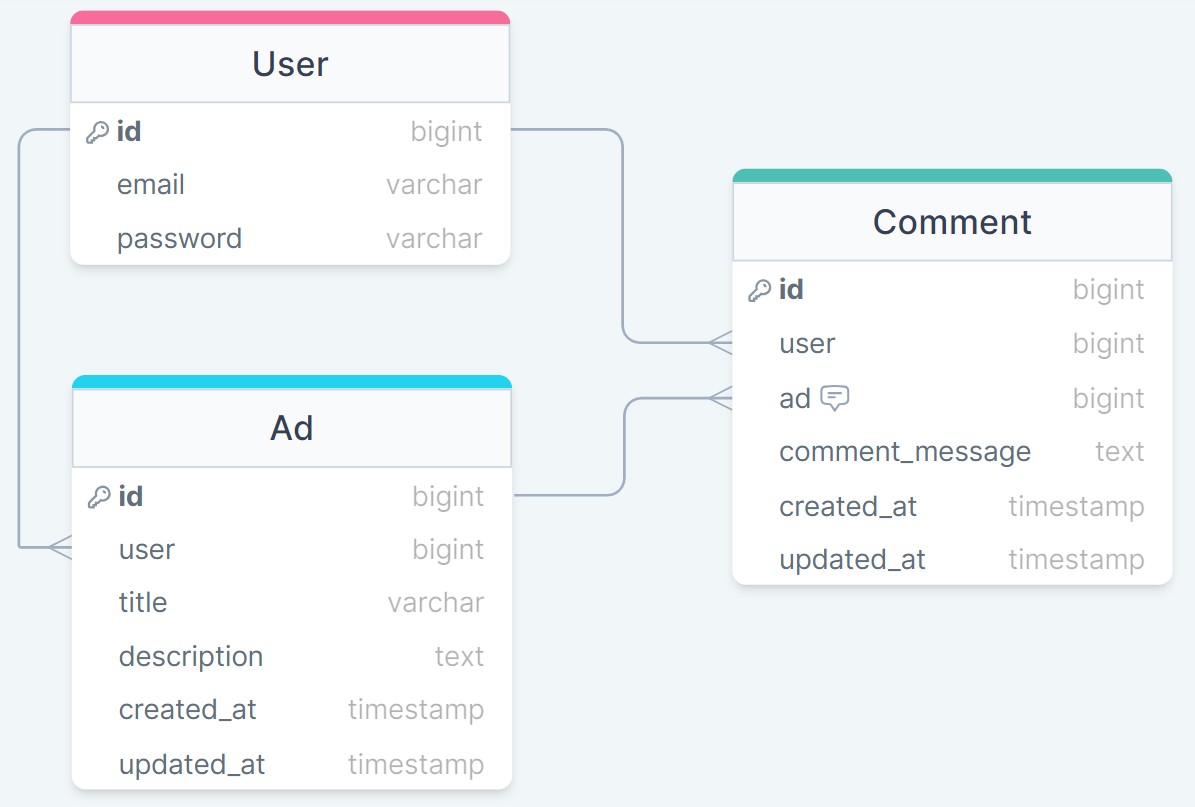 User
id bigint
email varchar
password varchar
Ad
id bigint
user bigint
title varchar
description text
created_at timestamp
updated_at timestamp
Comment
id bigint
user bigint
ad bigint
comment_message text
created_at timestamp
updated_at timestamp